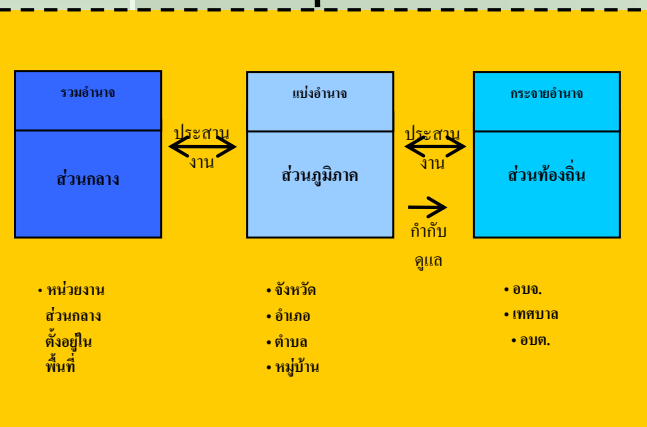 รวมอำนาจ
ส่วนกลาง
ประสาน
งาน
แบ่งอำนาจ
ส่วนภูมิภาค
ประสาน
งาน
กำกับ
ดูแล
กระจายอำนาจ
ส่วนท้องถิ่น
• หน่วยงาน
ส่วนกลาง
ตั้งอยู่ใน
พื้นที่
• จังหวัด
• อำเภอ
• ตำบล
• หมู่บ้าน
• อบจ.
• เทศบาล
• อบต.